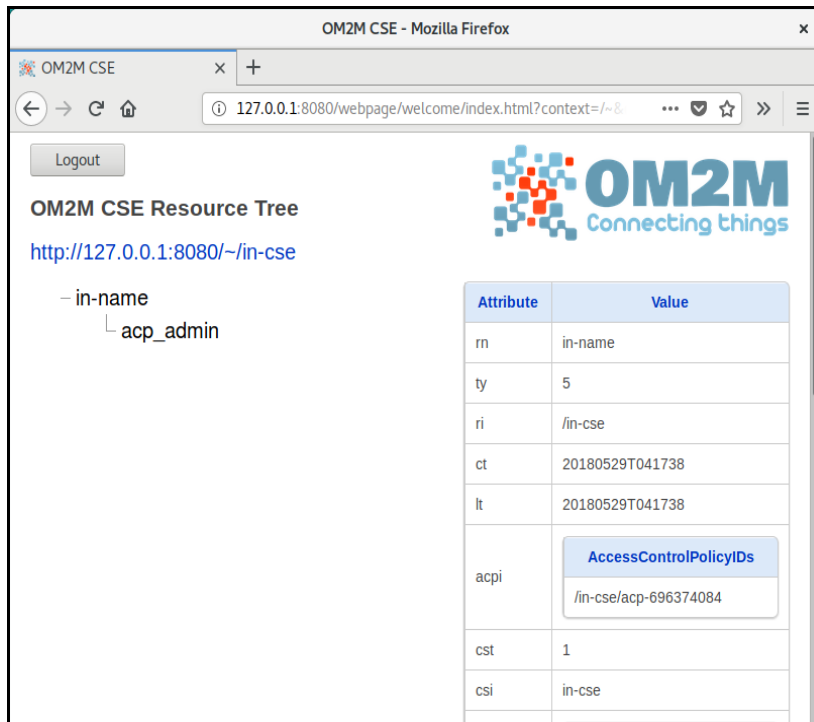 OM2M CSE - Mozilla Firefox
OM2M CSE
127.0.0.1:8080/webpage/welcome/index.html?context=/~&
Logout
OM2M
Connecting things
OM2M CSE Resource Tree
http://127.0.0.1:8080/~/in-cse
in-name
acp_admin
Attribute Value
rn in-name
ty 5
ri /in-cse
ct 20180529T041738
lt 20180529T041738
acpi AccessControlPolicyIDs
/in-cse/acp-696374084
cst 1
csi in-cse